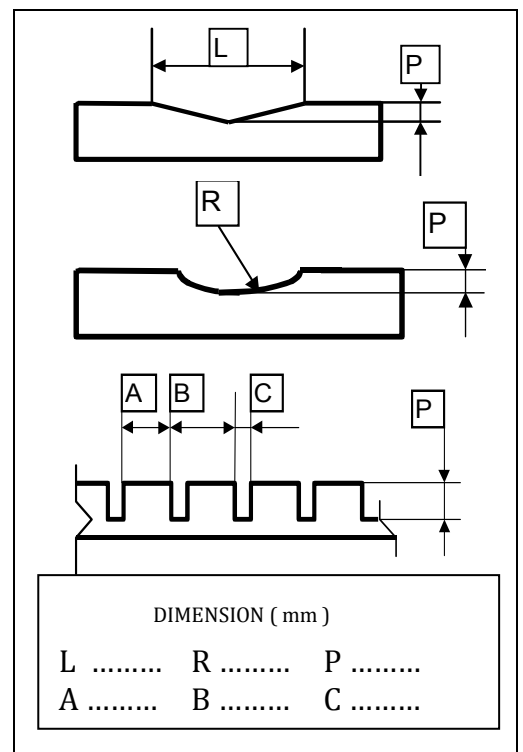 L
P
R
P
A B C
P
DIMENSION ( mm )
L ......... R ......... P .........
A ......... B ......... C .........